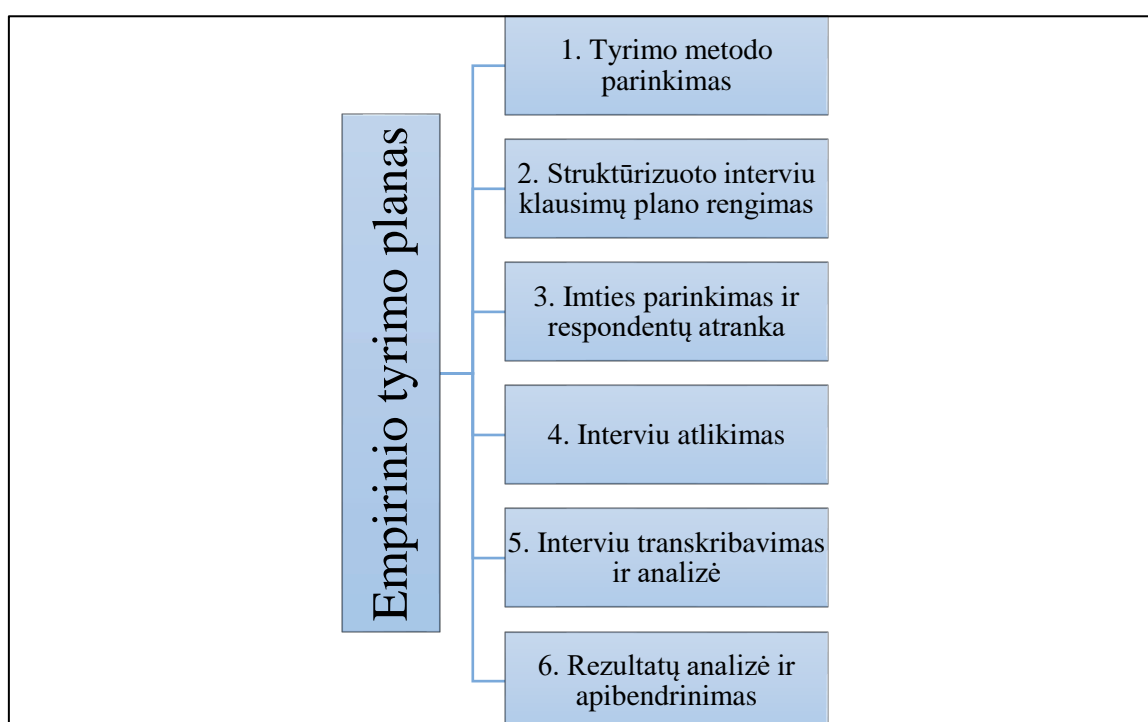 Empirinio tyrimo planas
1. Tyrimo metodo
parinkimas
2. Struktūrizuoto interviu
klausimų plano rengimas
3. Imties parinkimas ir
respondentų atranka
4. Interviu atlikimas
5. Interviu transkribavimas
ir analizė
6. Rezultatų analizė ir
apibendrinimas